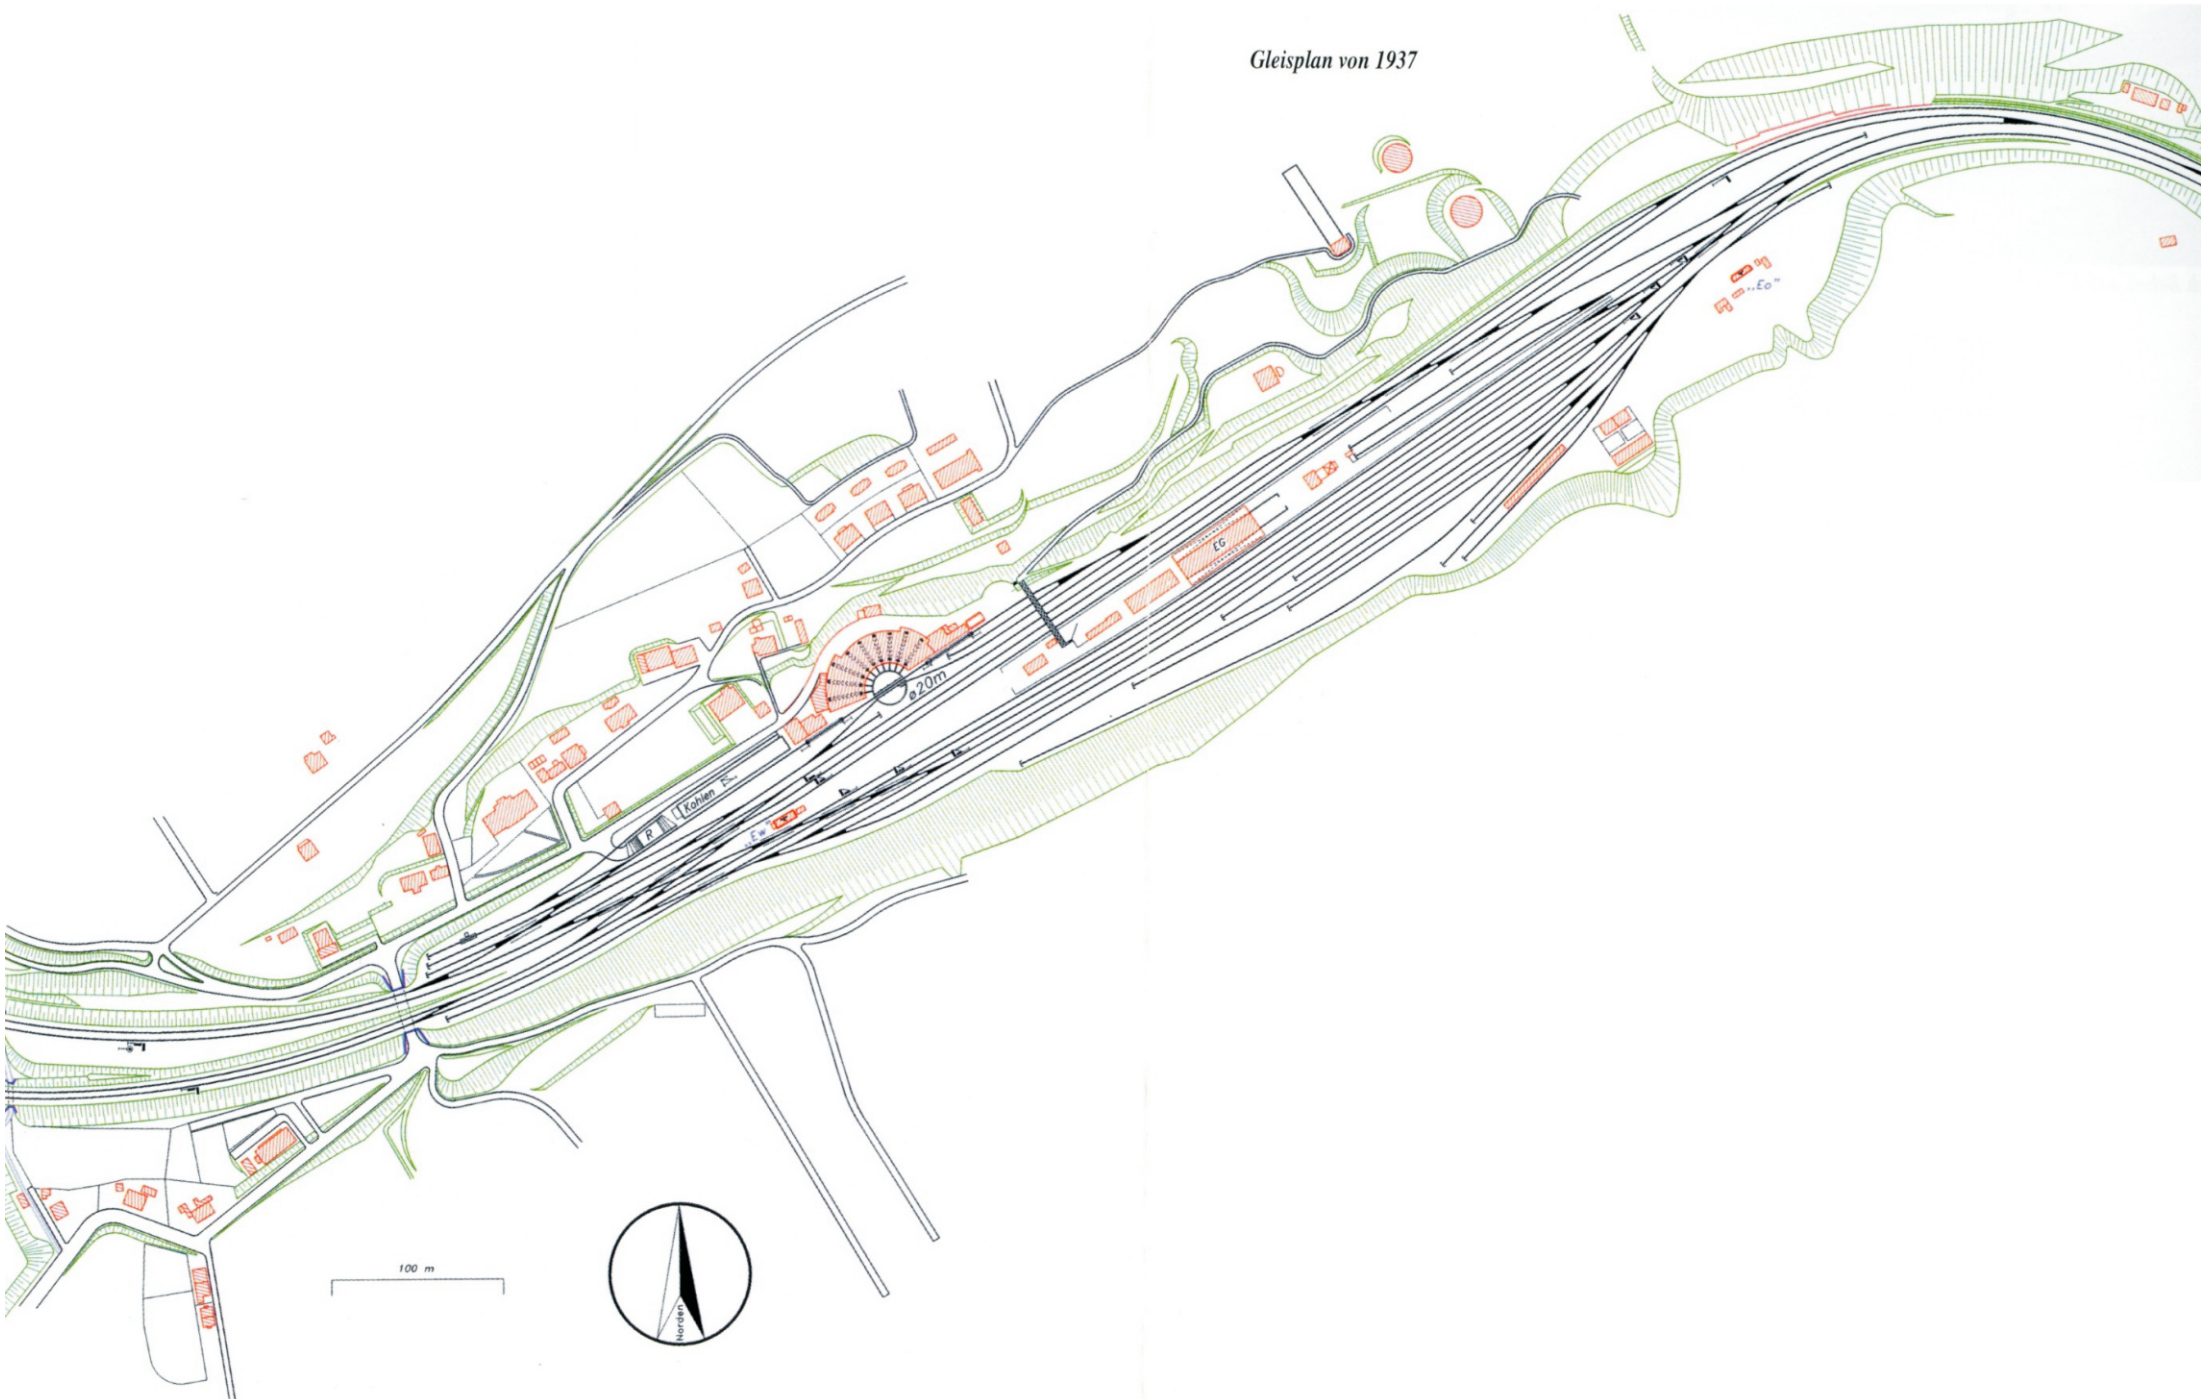 Gleisplan von 1937
„Eo"
EG
ø20m
Kohlen
R
„Ew"
100 m
Norden